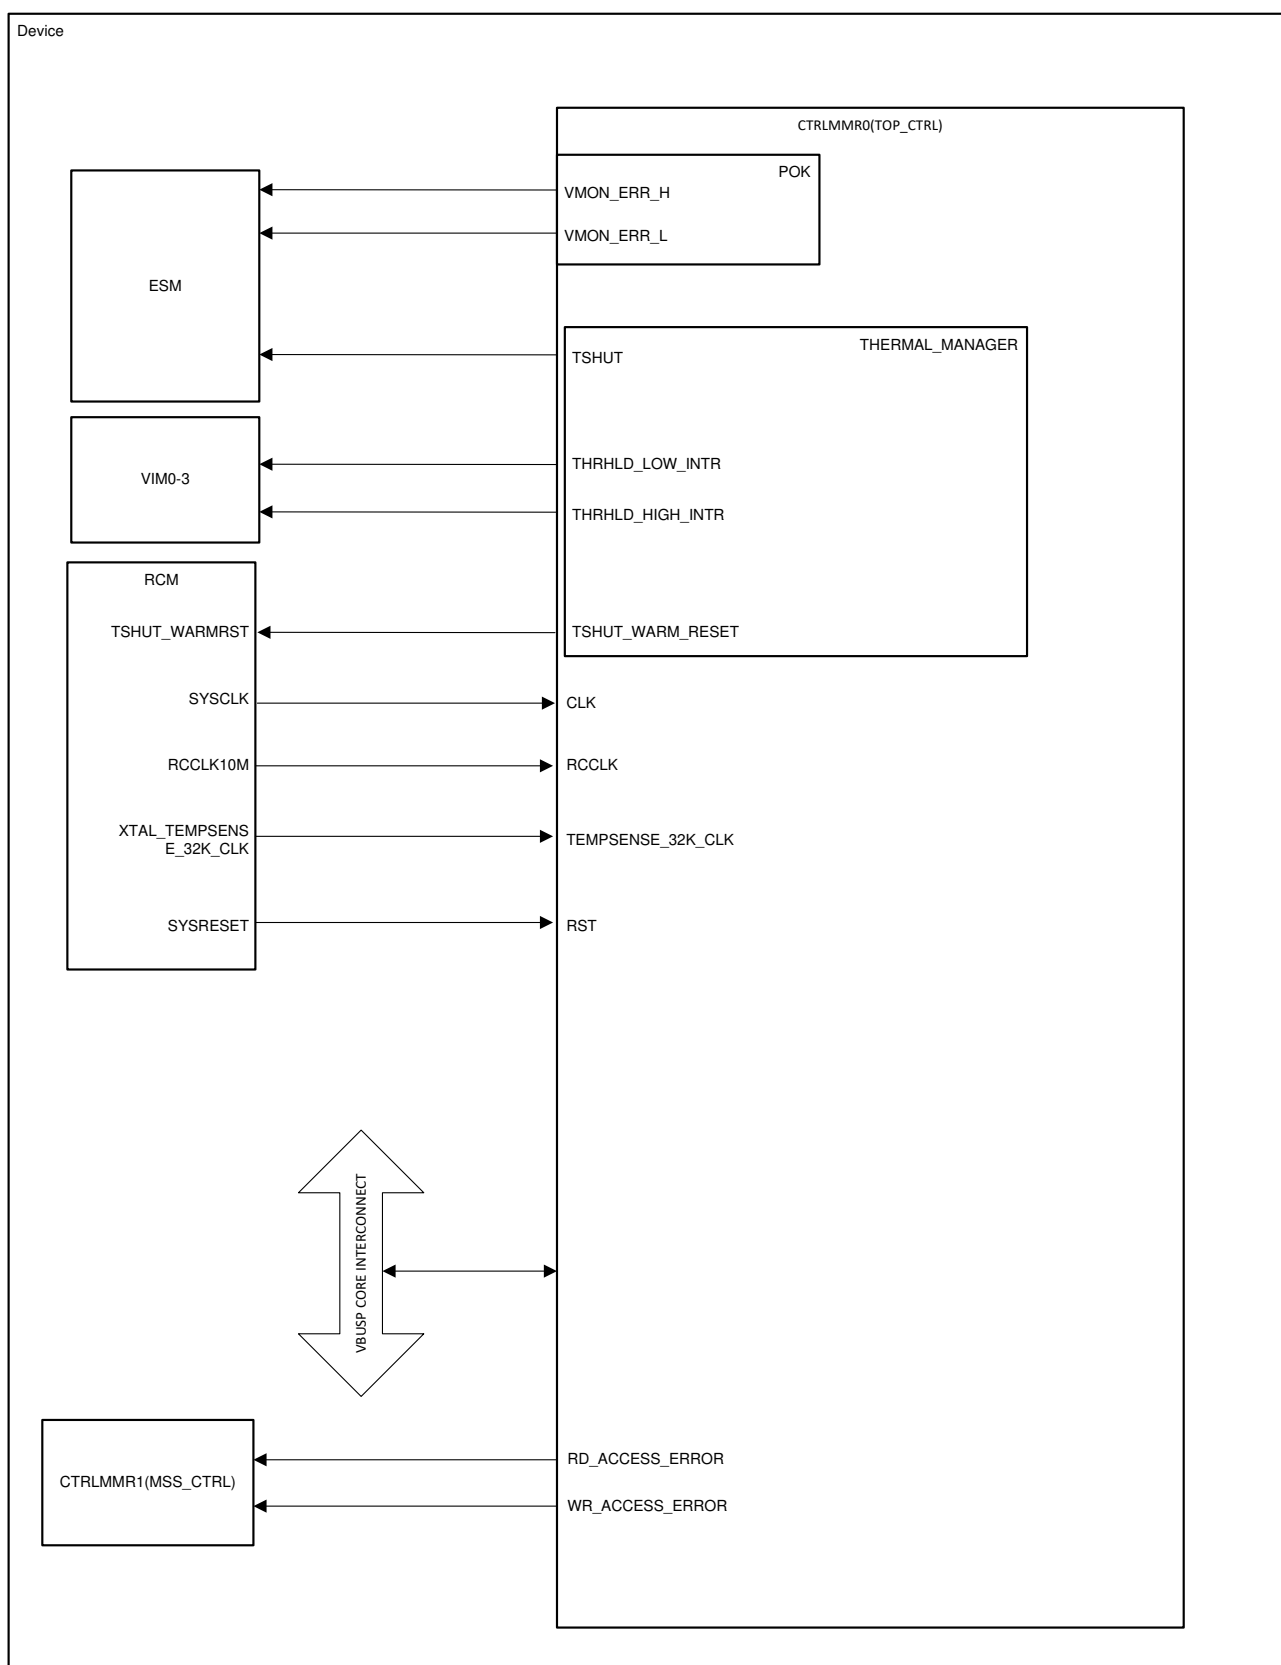 Device
CTRLMMR0(TOP_CTRL)
POK
VMON_ERR_H
VMON_ERR_L
ESM
THERMAL_MANAGER
TSHUT
THRHLD_LOW_INTR
VIM0-3
THRHLD_HIGH_INTR
RCM
TSHUT_WARMRST
TSHUT_WARM_RESET
SYSCLK
CLK
RCCLK10M
RCCLK
XTAL_TEMPSENS
E_32K_CLK
TEMPSENSE_32K_CLK
SYSRESET
RST
VBUSP CORE INTERCONNECT
RD_ACCESS_ERROR
CTRLMMR1(MSS_CTRL)
WR_ACCESS_ERROR